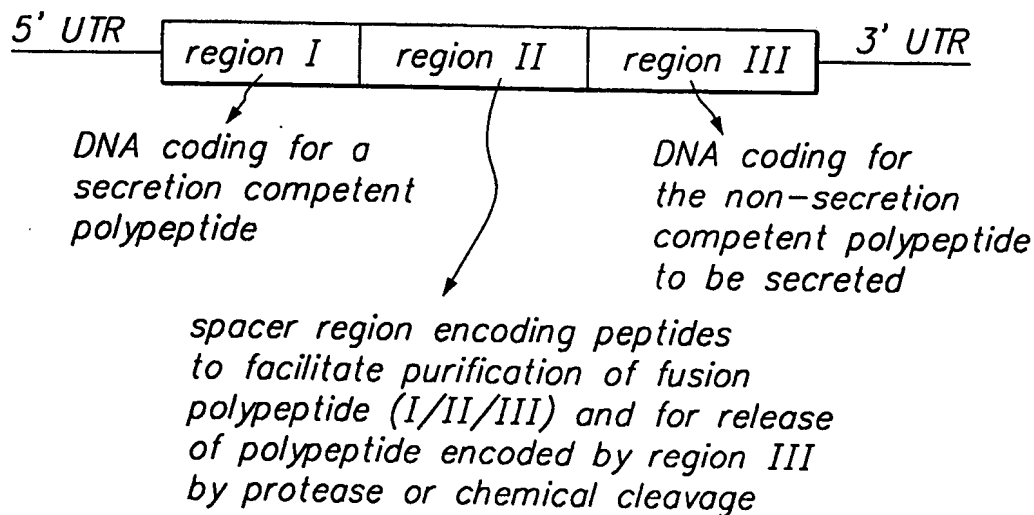 5' UTR
region I
region II
region III
3' UTR
DNA coding for a
secretion competent
polypeptide
DNA coding for
the non-secretion
competent polypeptide
to be secreted
spacer region encoding peptides
to facilitate purification of fusion
polypeptide (I/II/III) and for release
of polypeptide encoded by region III
by protease or chemical cleavage